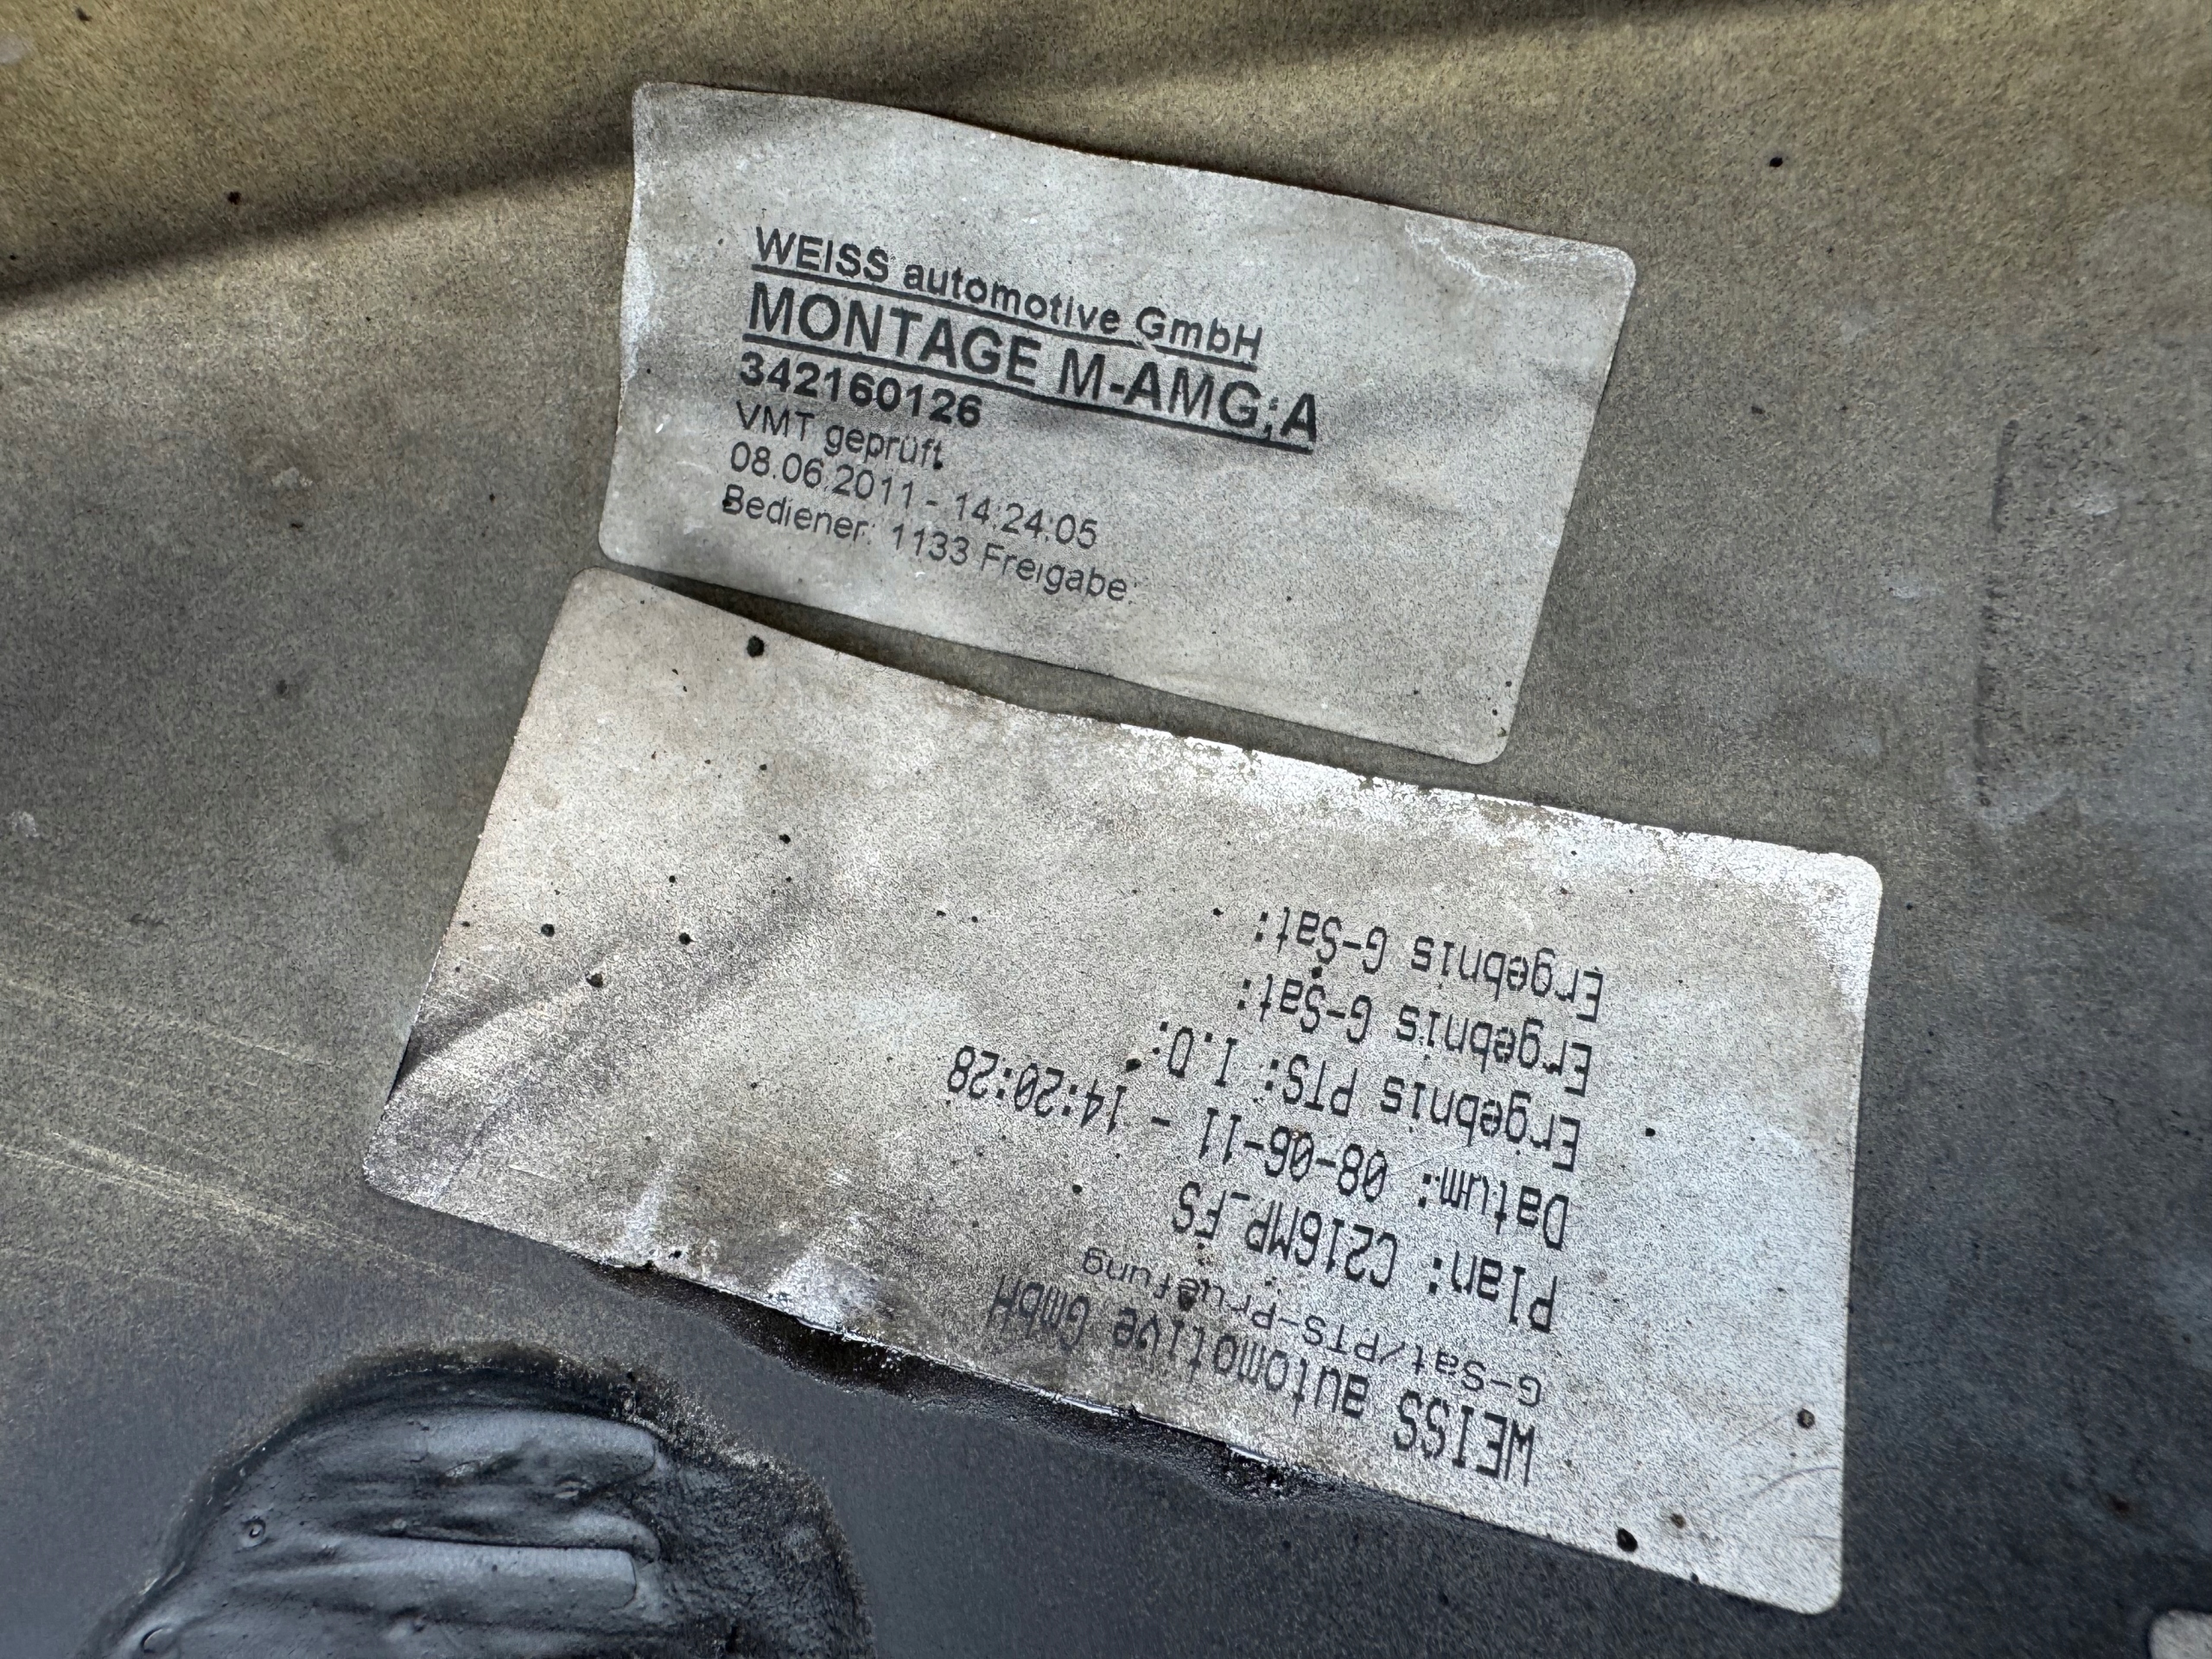 WEISS automotive GmbH
MONTAGE M-AMG;A
342160126
VMT geprüft
08.06.2011 - 14:24:05
Bediener: 1133 Freigabe:
WEISS automotive GmbH
G-Sat/PTS-Pruefung
Plan: C216MP_FS
Datum: 08-06-11 - 14:20:28
Ergebnis PTS: I.O.
Ergebnis G-Sat:
Ergebnis G-Sat: